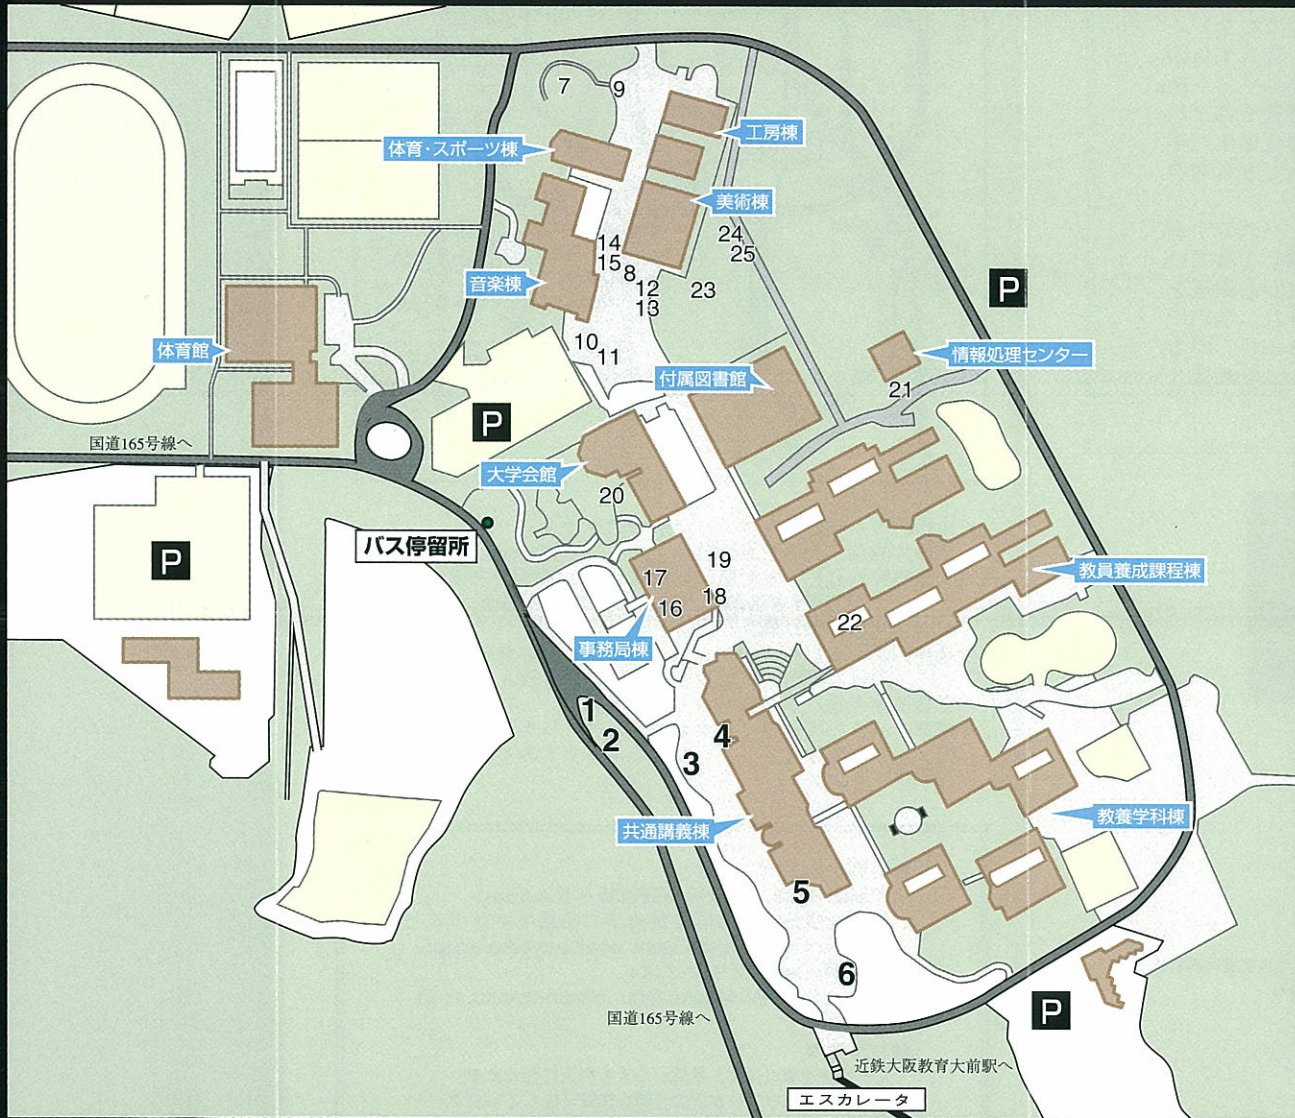 7
9
工房棟
体育・スポーツ棟
美術棟
24
25
14
15
8
12
13
23
音楽棟
P
10
11
体育館
情報処理センター
付属図書館
21
P
国道165号線へ
大学会館
20
バス停留所
P
19
17
18
16
教員養成課程棟
22
事務局棟
1
2
4
3
教養学科棟
共通講義棟
5
6
P
国道165号線へ
近鉄大阪教育大前駅へ
エスカレータ